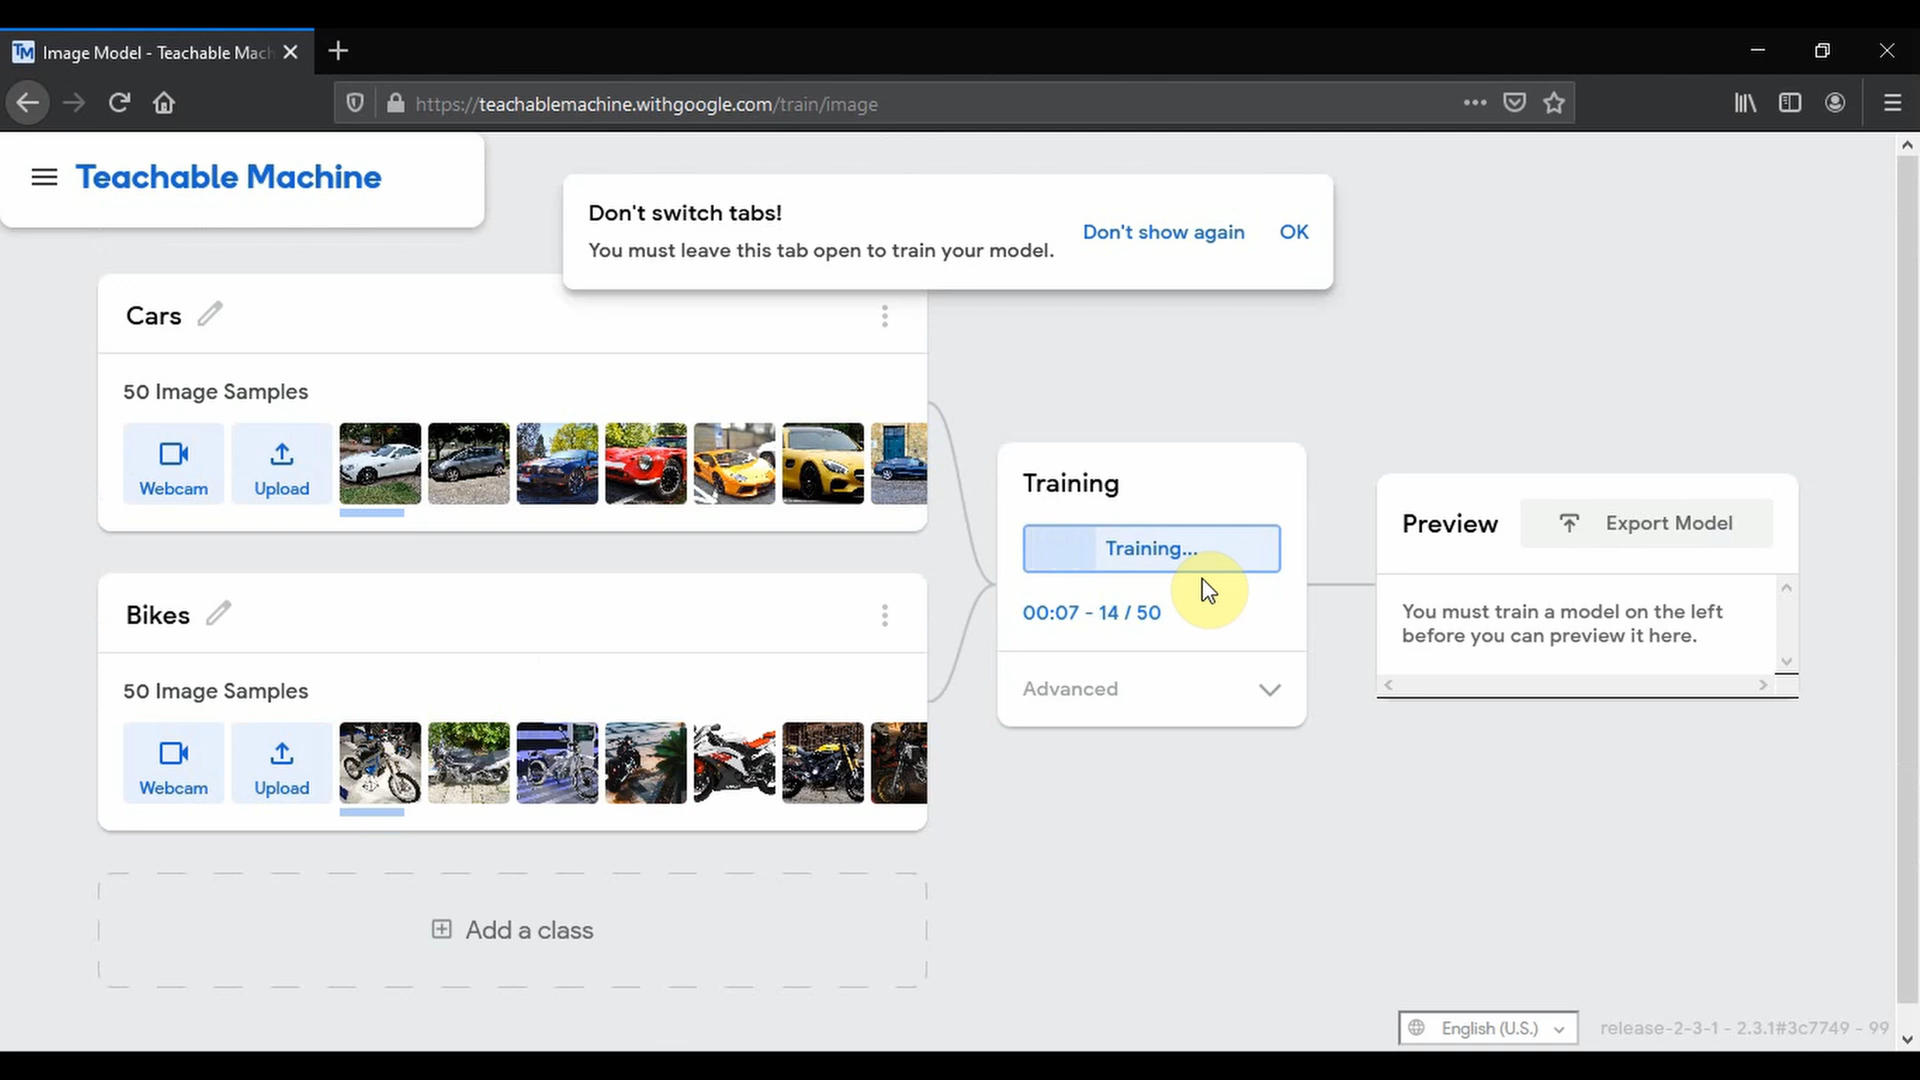 TM Image Model - Teachable Mach
https://teachablemachine.withgoogle.com/train/image
Teachable Machine
Don't switch tabs!
You must leave this tab open to train your model.
Don't show again
OK
Cars
50 Image Samples
Webcam
Upload
Bikes
50 Image Samples
Webcam
Upload
Add a class
Training
Training...
00:07 - 14 / 50
Advanced
Preview
Export Model
You must train a model on the left
before you can preview it here.
English (U.S.)
release-2-3-1 - 2.3.1#3c7749 - 99